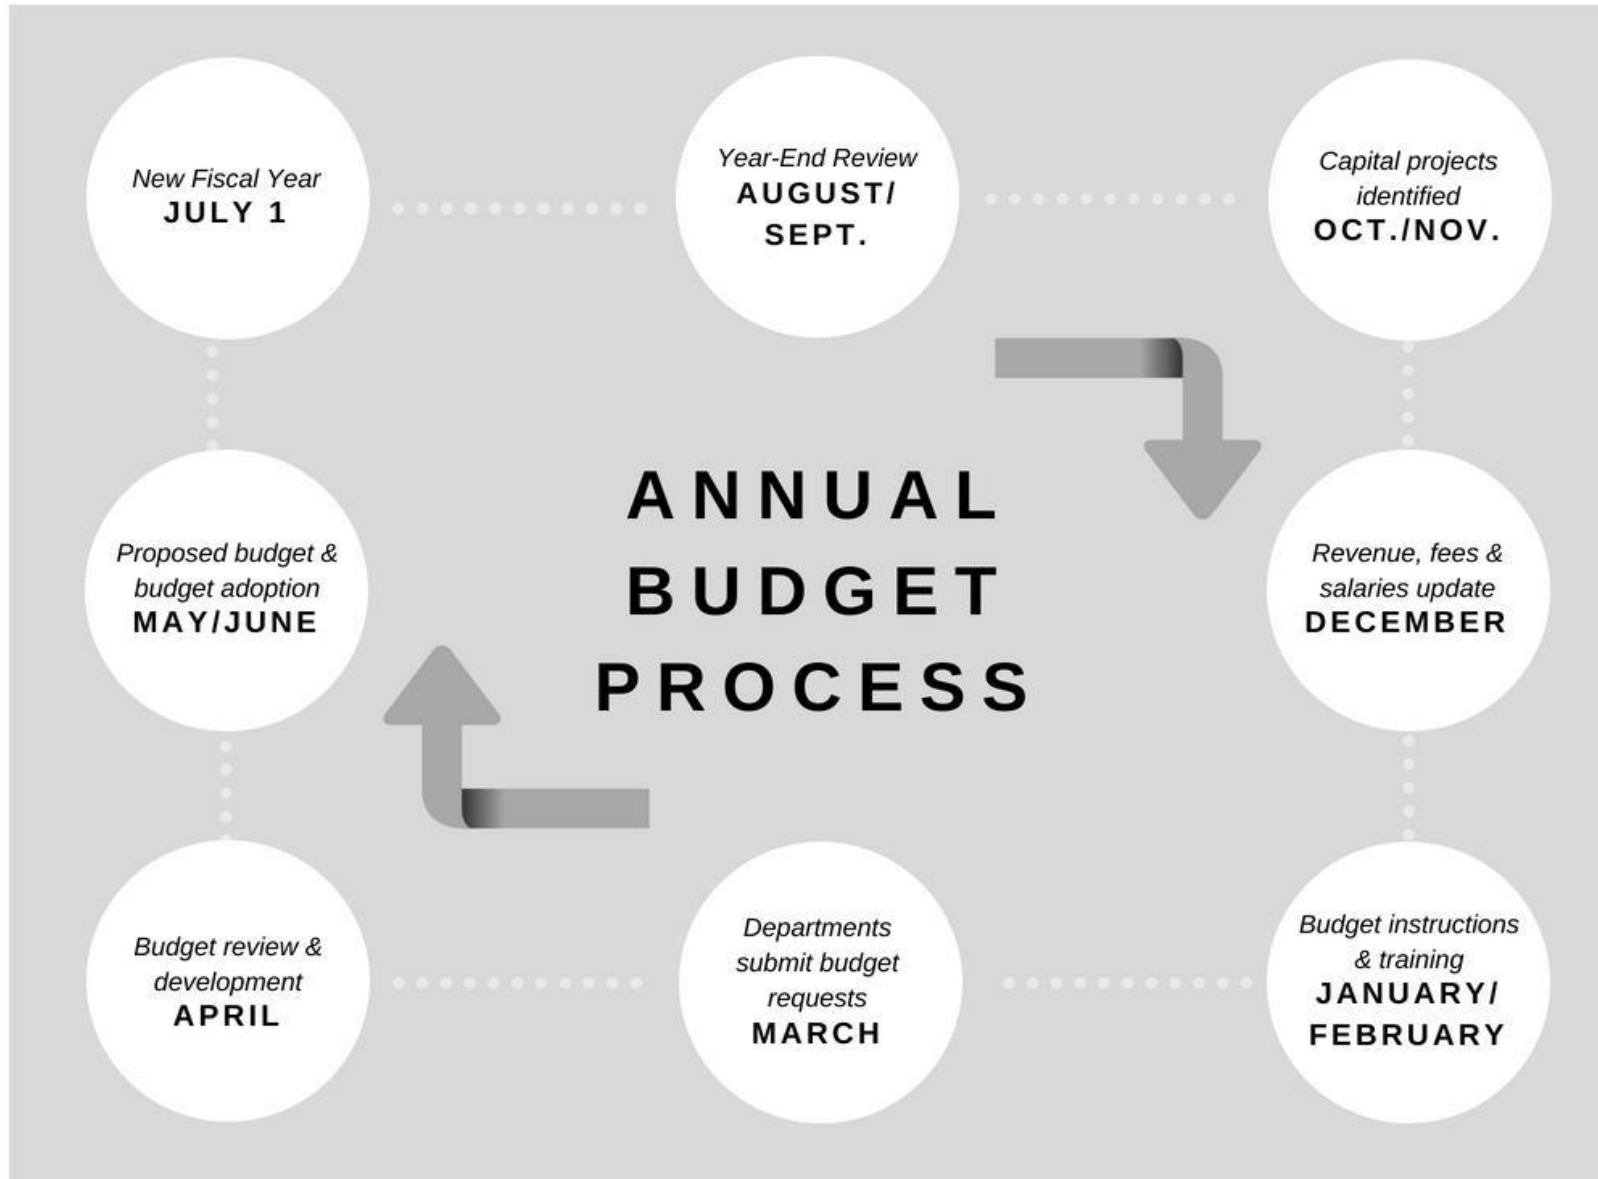 New Fiscal Year
JULY 1
Year-End Review
AUGUST/
SEPT.
Capital projects
identified
OCT./NOV.
ANNUAL
BUDGET
PROCESS
Proposed budget &
budget adoption
MAY/JUNE
Revenue, fees &
salaries update
DECEMBER
Budget review &
development
APRIL
Departments
submit budget
requests
MARCH
Budget instructions
& training
JANUARY/
FEBRUARY